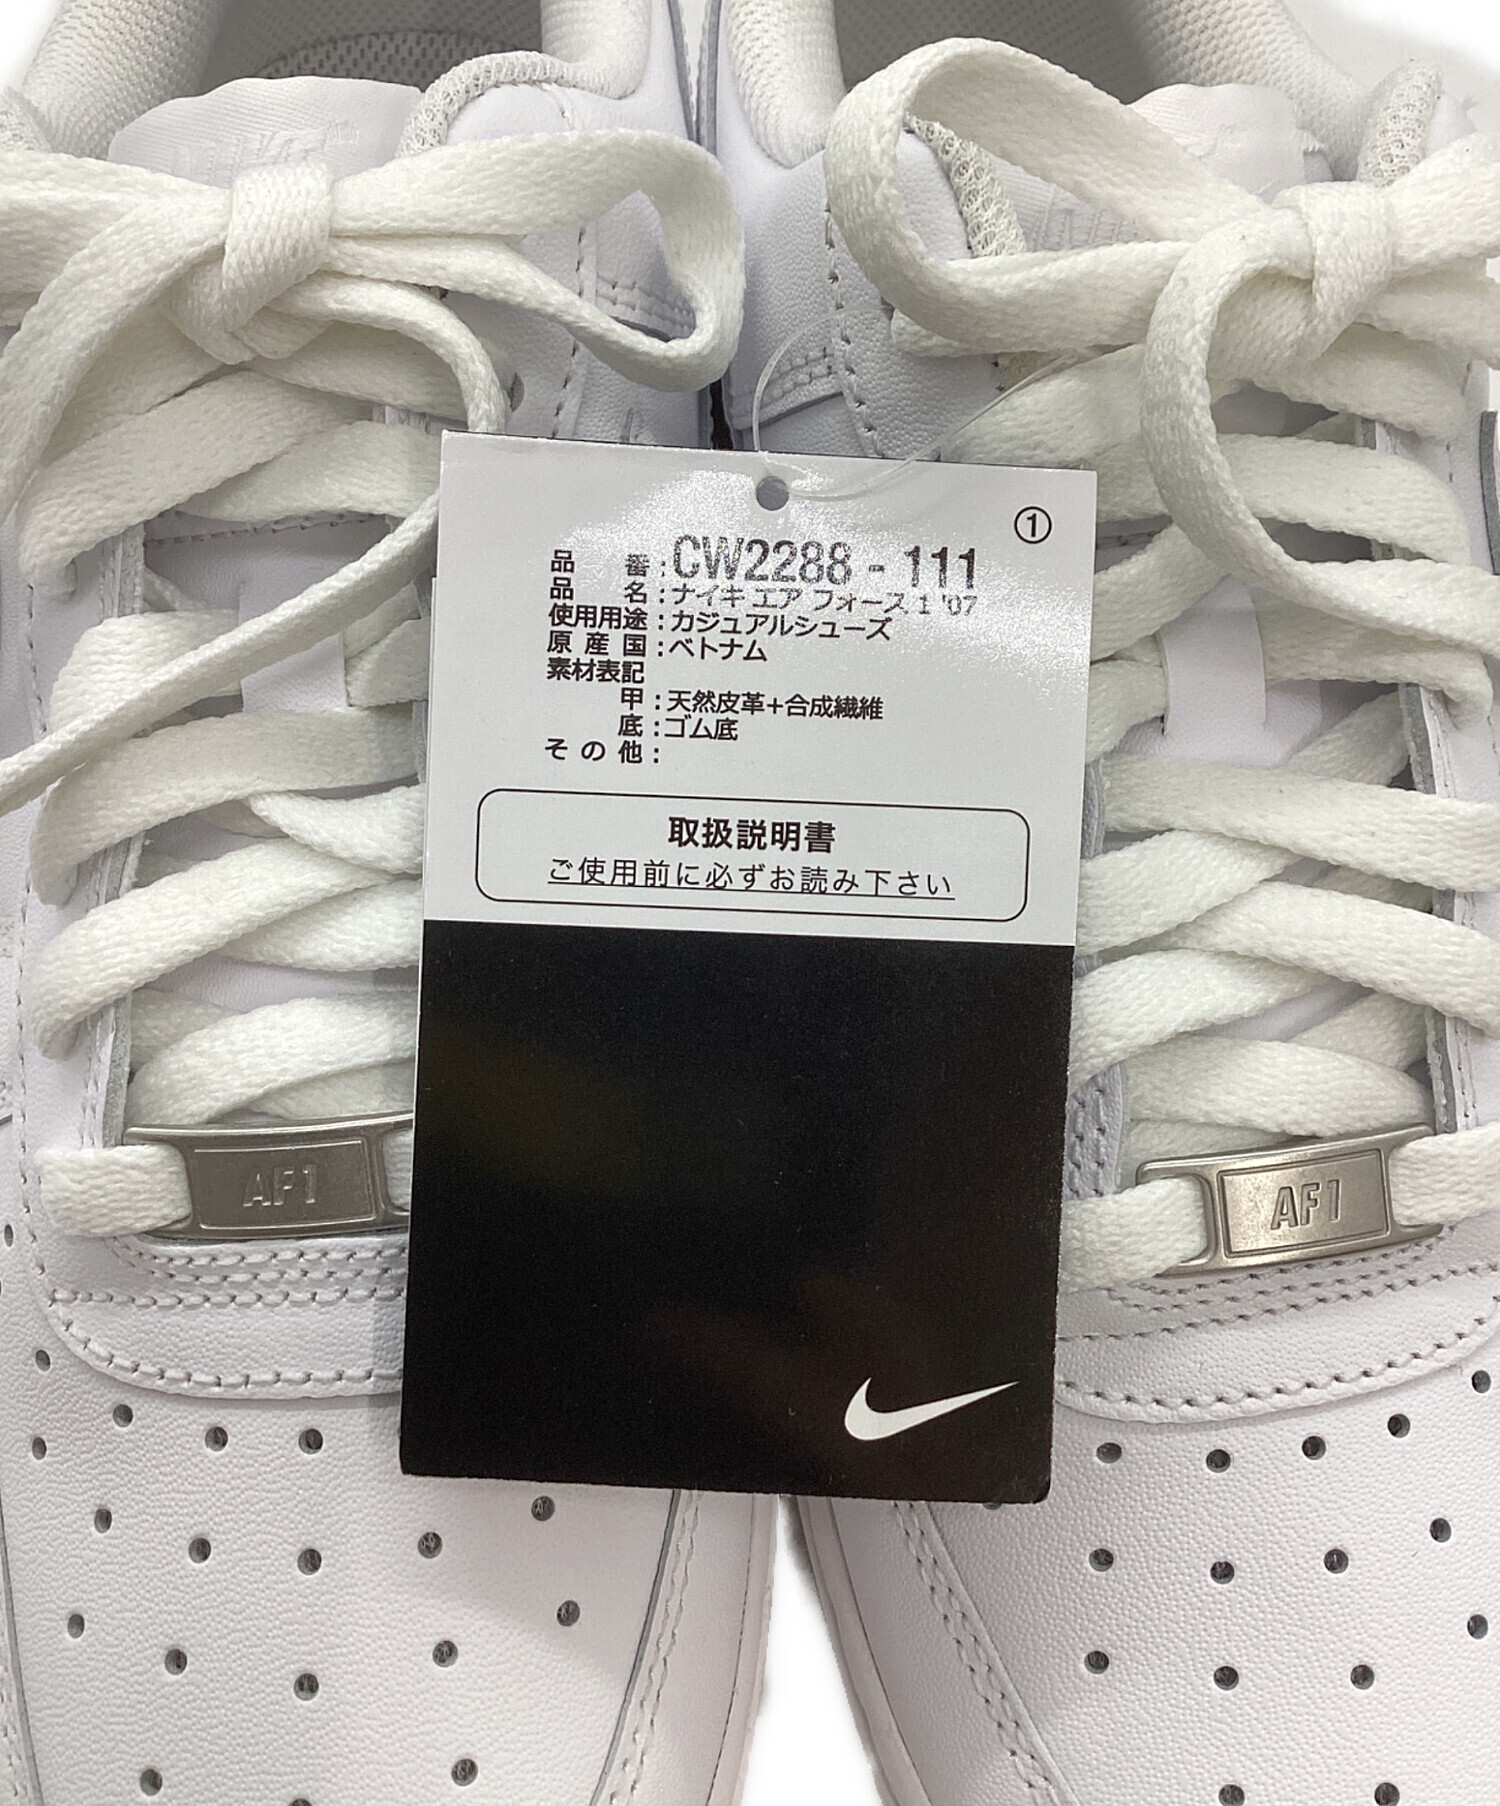 ①
品番:CW2288-111
品名:ナイキ エア フォース 1 '07
使用用途:カジュアルシューズ
原産国:ベトナム
素材表記
甲:天然皮革+合成繊維
底:ゴム底
その他:
取扱説明書
ご使用前に必ずお読み下さい
AF1
AF1